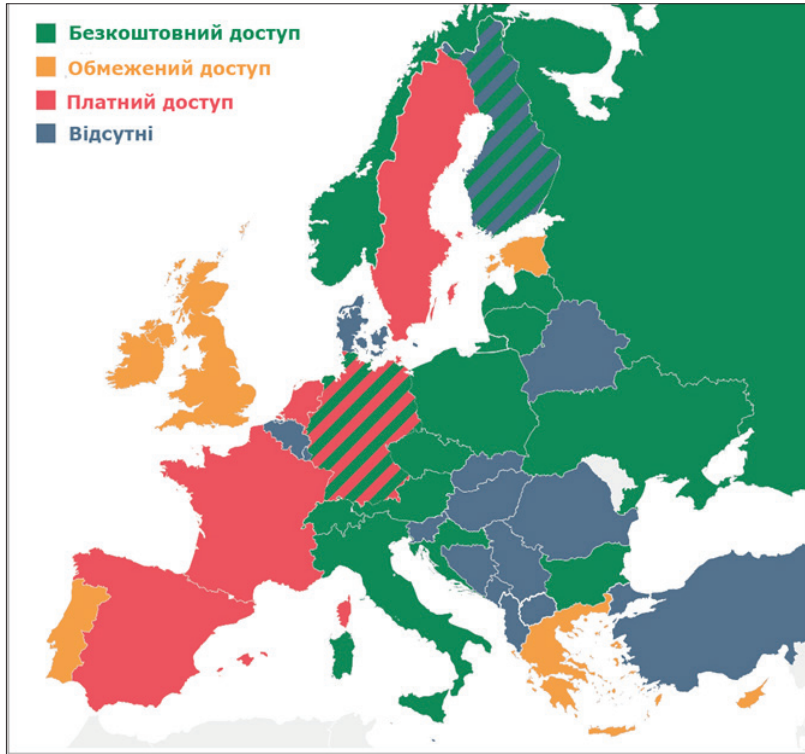 Безкоштовний доступ
Обмежений доступ
Платний доступ
Відсутні